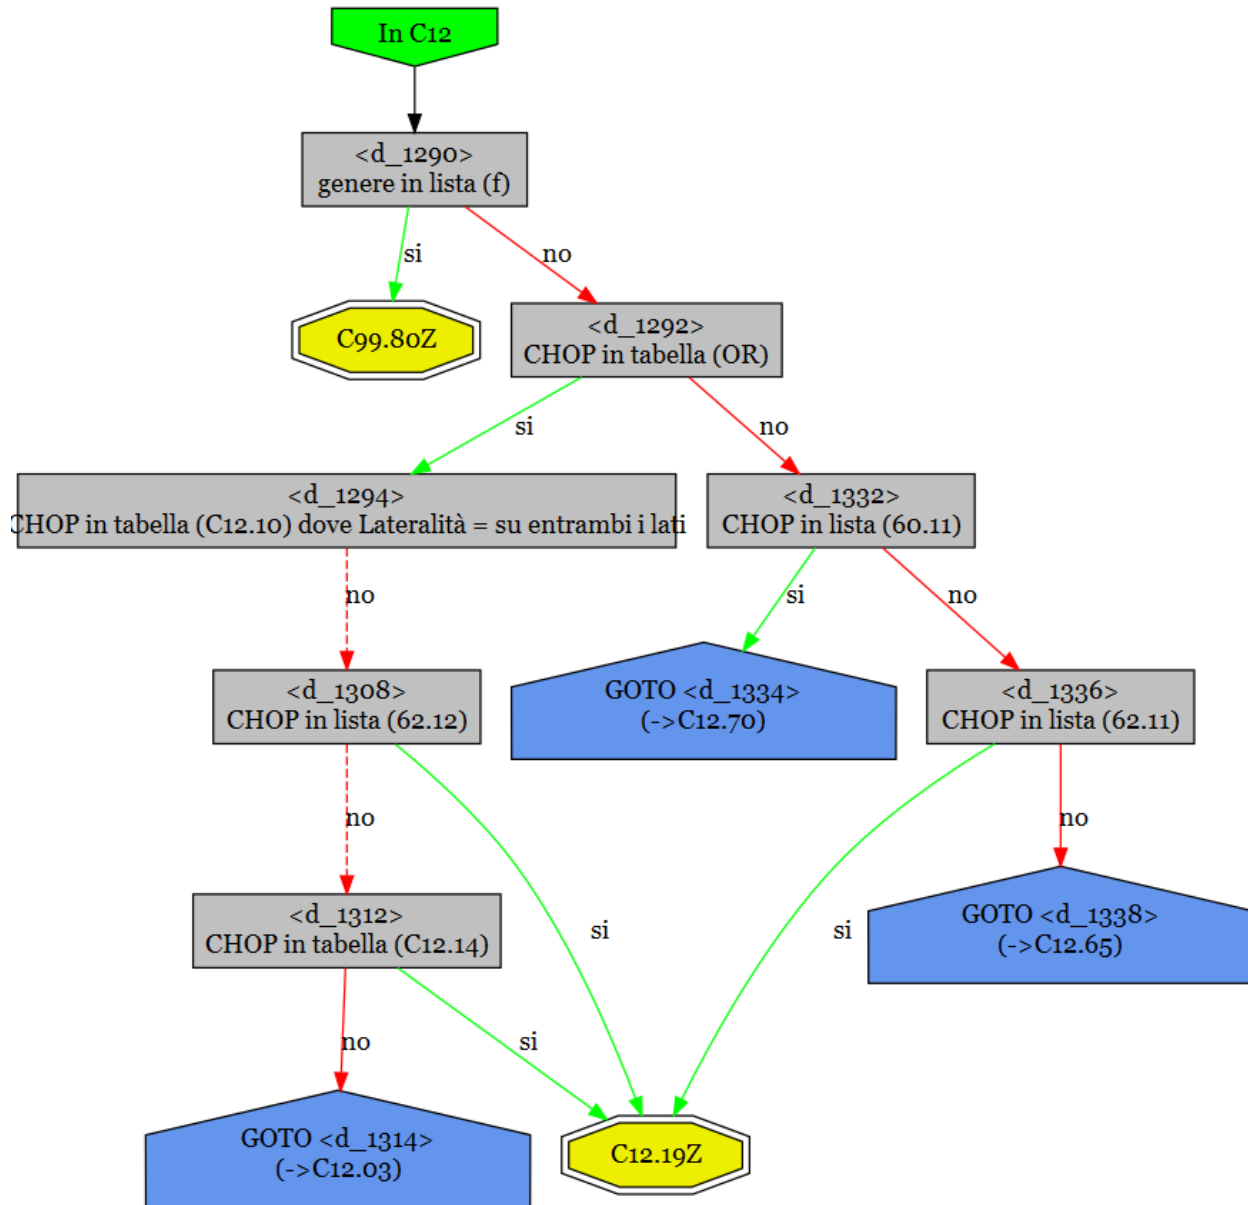 In C12
<d_1290>
genere in lista (f)
si
no
C99.80Z
<d_1292>
CHOP in tabella (OR)
si
no
<d_1294>
CHOP in tabella (C12.10) dove Lateralità = su entrambi i lati
<d_1332>
CHOP in lista (60.11)
no
si
no
<d_1308>
CHOP in lista (62.12)
GOTO <d_1334>
(->C12.70)
<d_1336>
CHOP in lista (62.11)
no
no
<d_1312>
CHOP in tabella (C12.14)
si
si
GOTO <d_1338>
(->C12.65)
no
si
GOTO <d_1314>
(->C12.03)
C12.19Z